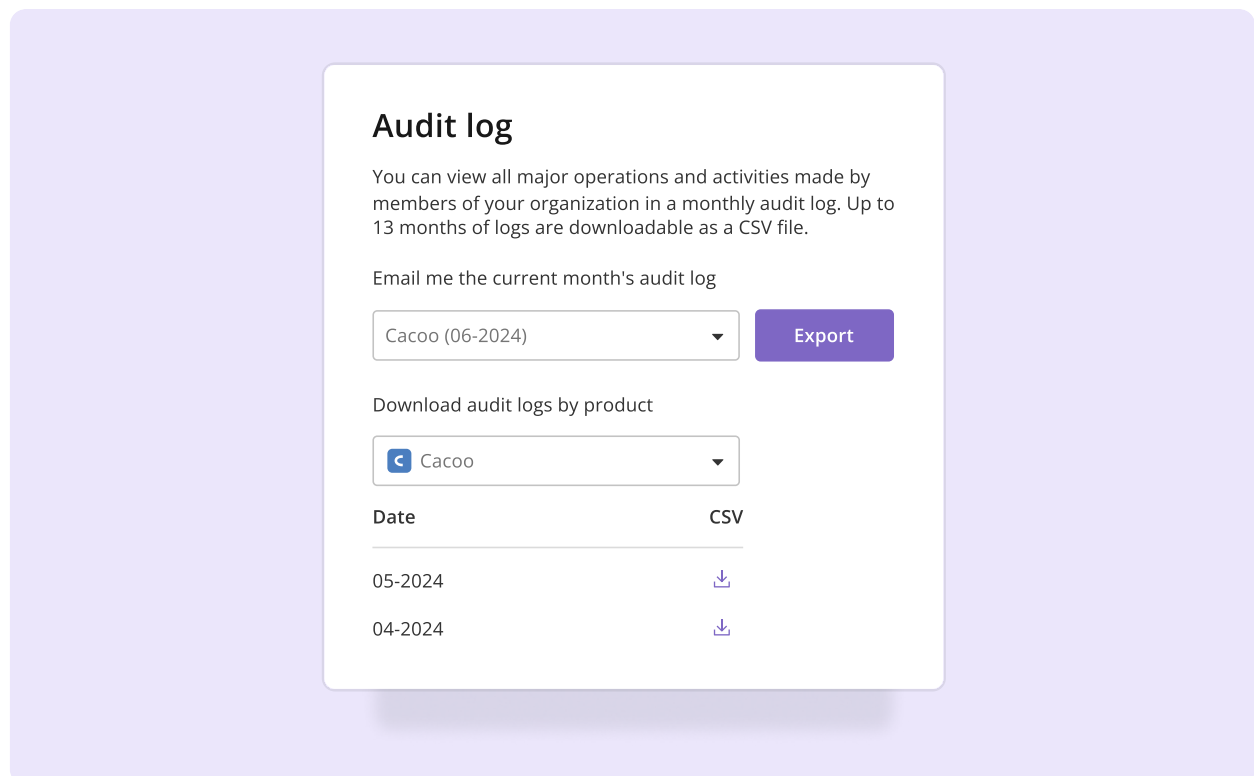 Audit log
You can view all major operations and activities made by
members of your organization in a monthly audit log. Up to
13 months of logs are downloadable as a CSV file.
Email me the current month's audit log
Cacoo (06-2024)
Export
Download audit logs by product
Cacoo
Date CSV
05-2024
04-2024